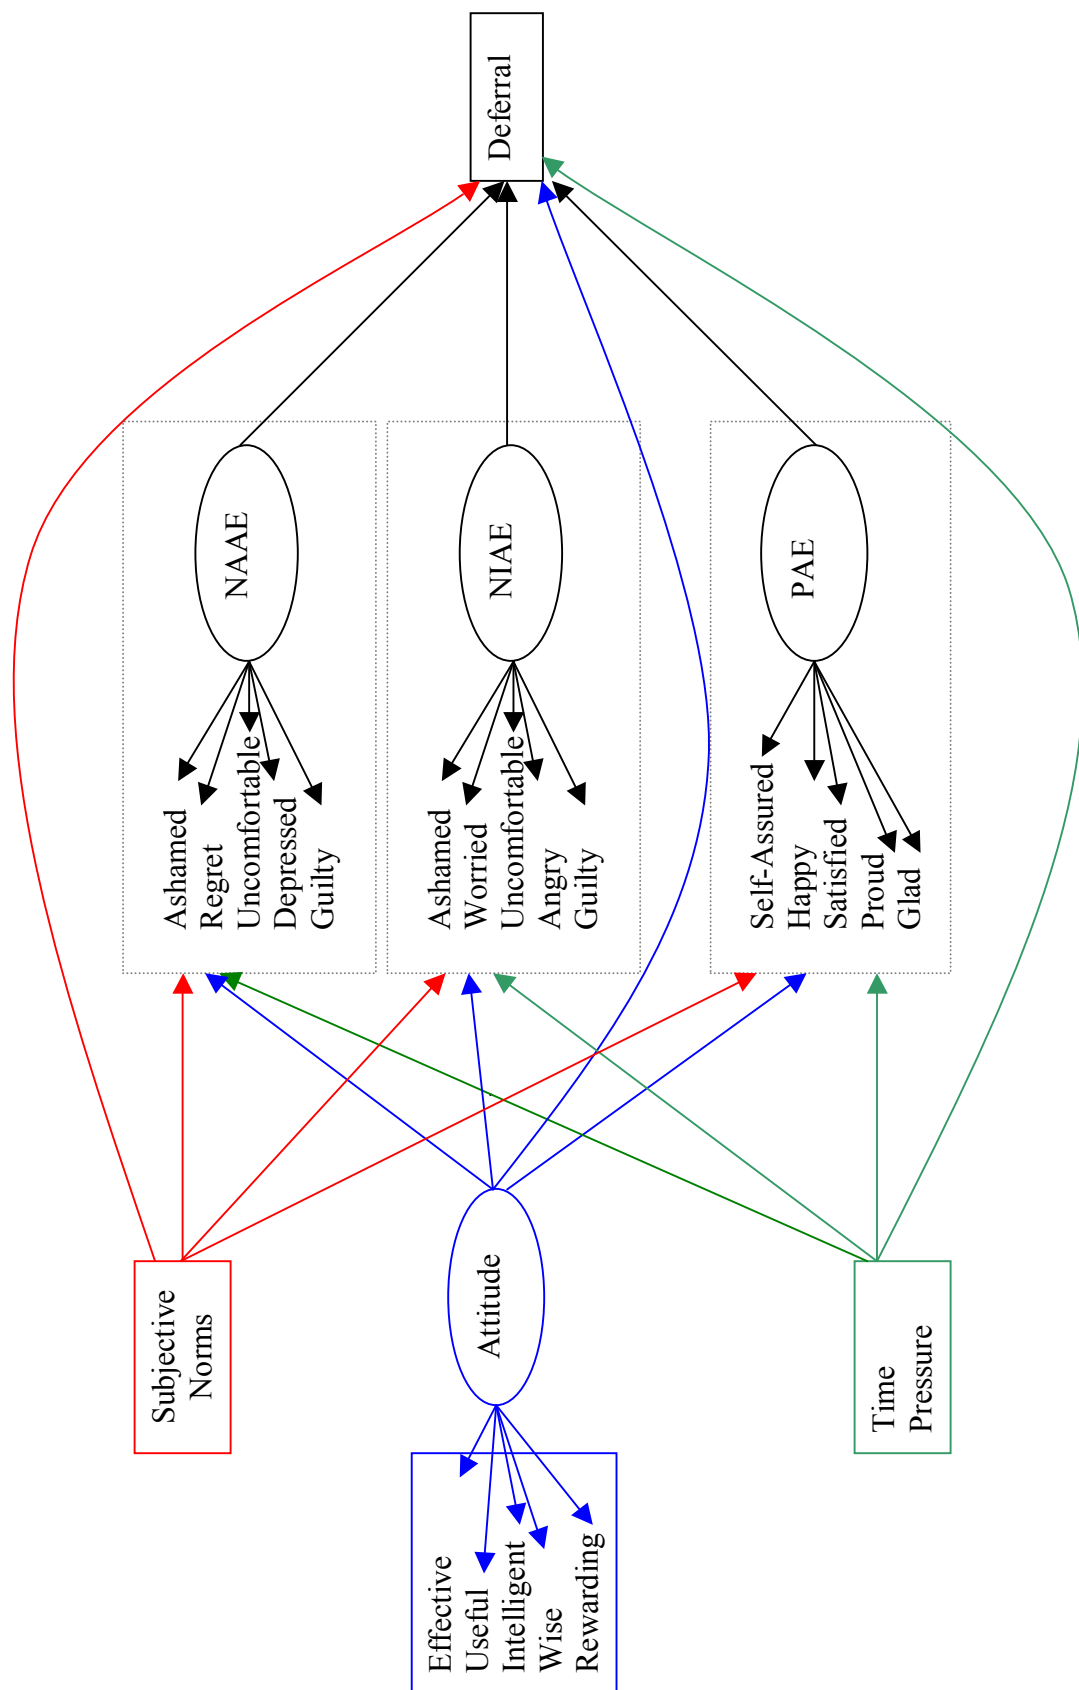 Effective
Useful
Intelligent
Wise
Rewarding
Subjective
Norms
Attitude
Time
Pressure
Ashamed
Regret
Uncomfortable
Depressed
Guilty
NAAE
Ashamed
Worried
Uncomfortable
Angry
Guilty
NIAE
Self-Assured
Happy
Satisfied
Proud
Glad
PAE
Deferral